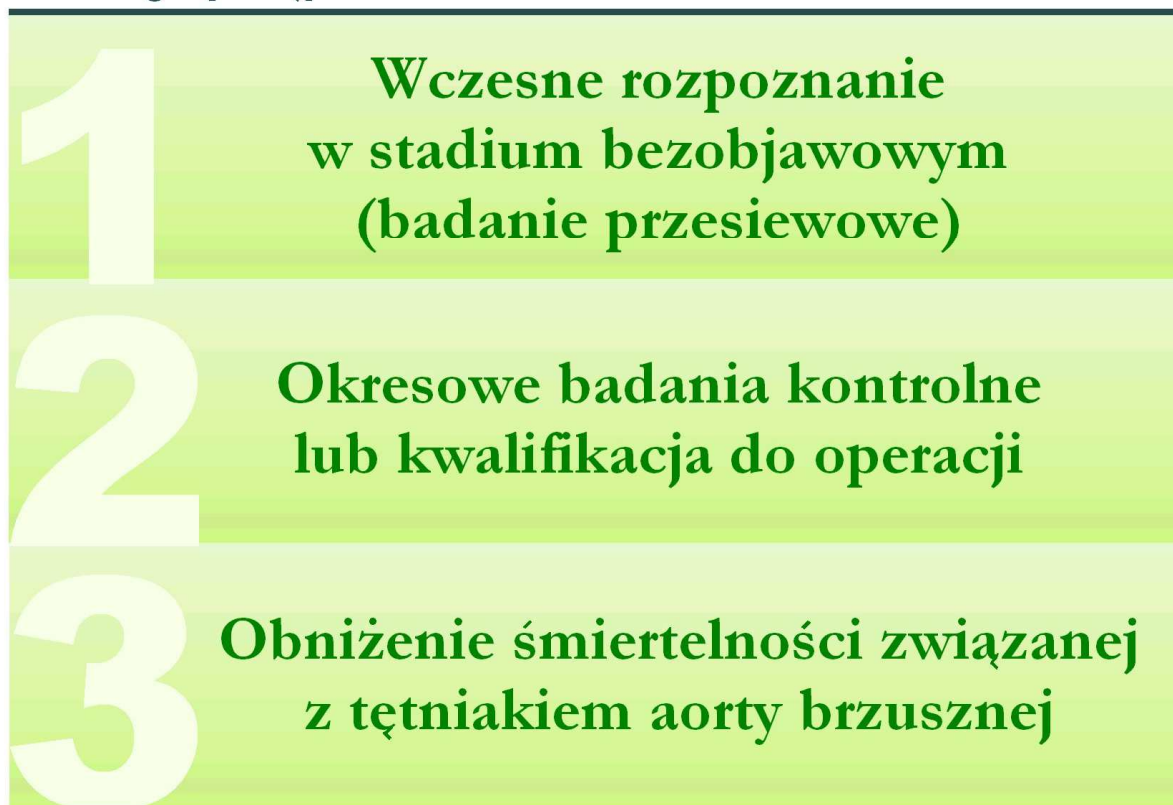 1
Wczesne rozpoznanie
w stadium bezobjawowym
(badanie przesiewowe)
2
Okresowe badania kontrolne
lub kwalifikacja do operacji
3
Obniżenie śmiertelności związanej
z tętniakiem aorty brzusznej